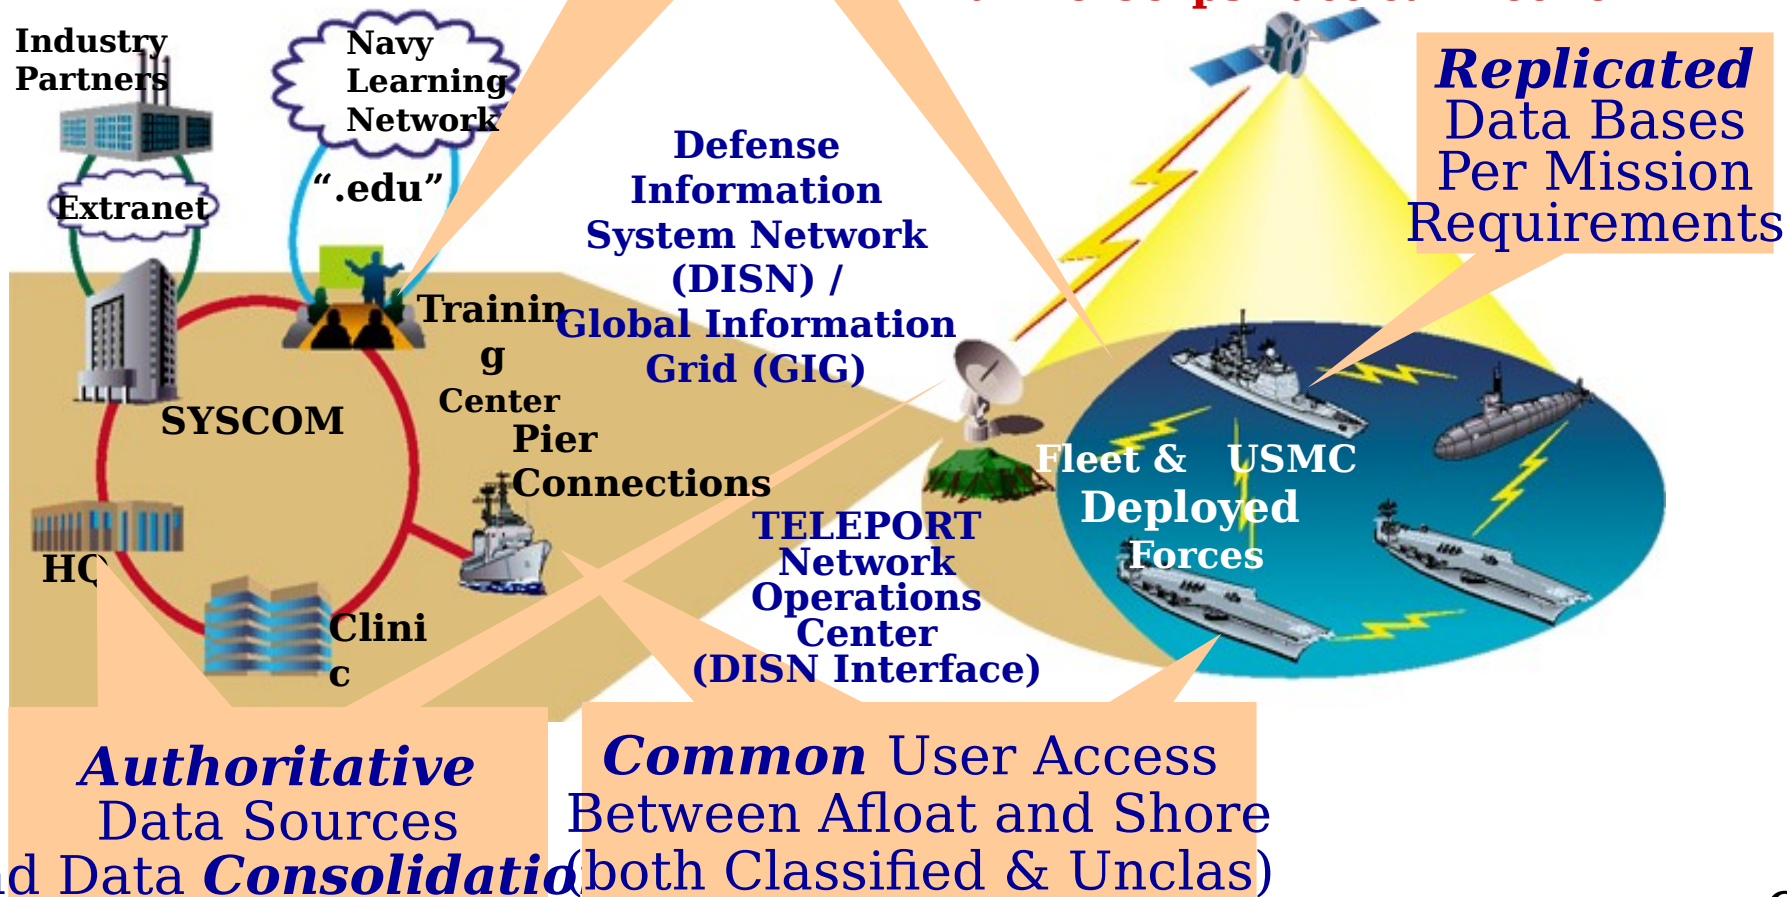 Industry
Partners
Navy
Learning
Network
“.edu”
Extranet
Defense
Information
System Network
(DISN) /
Global Information
Grid (GIG)
Replicated
Data Bases
Per Mission
Requirements
Trainin
g
Center
SYSCOM
Pier
Connections
HQ
Clini
c
TELEPORT
Network
Operations
Center
(DISN Interface)
Fleet & USMC
Deployed
Forces
Authoritative
Data Sources
Data Consolidatio
Common User Access
Between Afloat and Shore
(both Classified & Unclas)